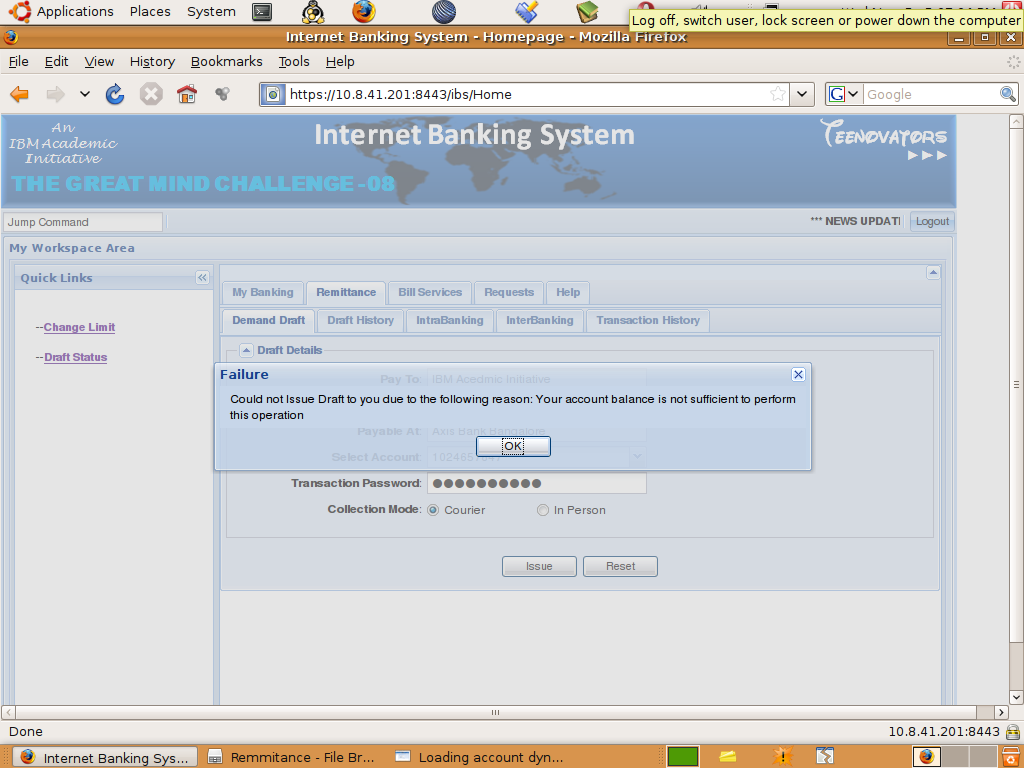 Applications Places System
Log off, switch user, lock screen or power down the computer
Internet Banking System - Homepage - Mozilla Firefox
File Edit View History Bookmarks Tools Help
https://10.8.41.201:8443/ibs/Home
G Google
An
IBM Academic
Initiative
Internet Banking System
TEENOVATORS
THE GREAT MIND CHALLENGE -08
Jump Command
*** NEWS UPDATI
Logout
My Workspace Area
Quick Links
--Change Limit
--Draft Status
My Banking Remittance Bill Services Requests Help
Demand Draft Draft History IntraBanking InterBanking Transaction History
Draft Details
Failure
Pay To: IBM Acedmic Initiative
Could not Issue Draft to you due to the following reason: Your account balance is not sufficient to perform
this operation
Payable At: Axis Bank Bangalore
OK
Select Account:
Transaction Password: ●●●●●●●●●●
Collection Mode: Courier In Person
Issue Reset
Done
10.8.41.201:8443
Internet Banking Sys... Remmitance - File Br... Loading account dyn...